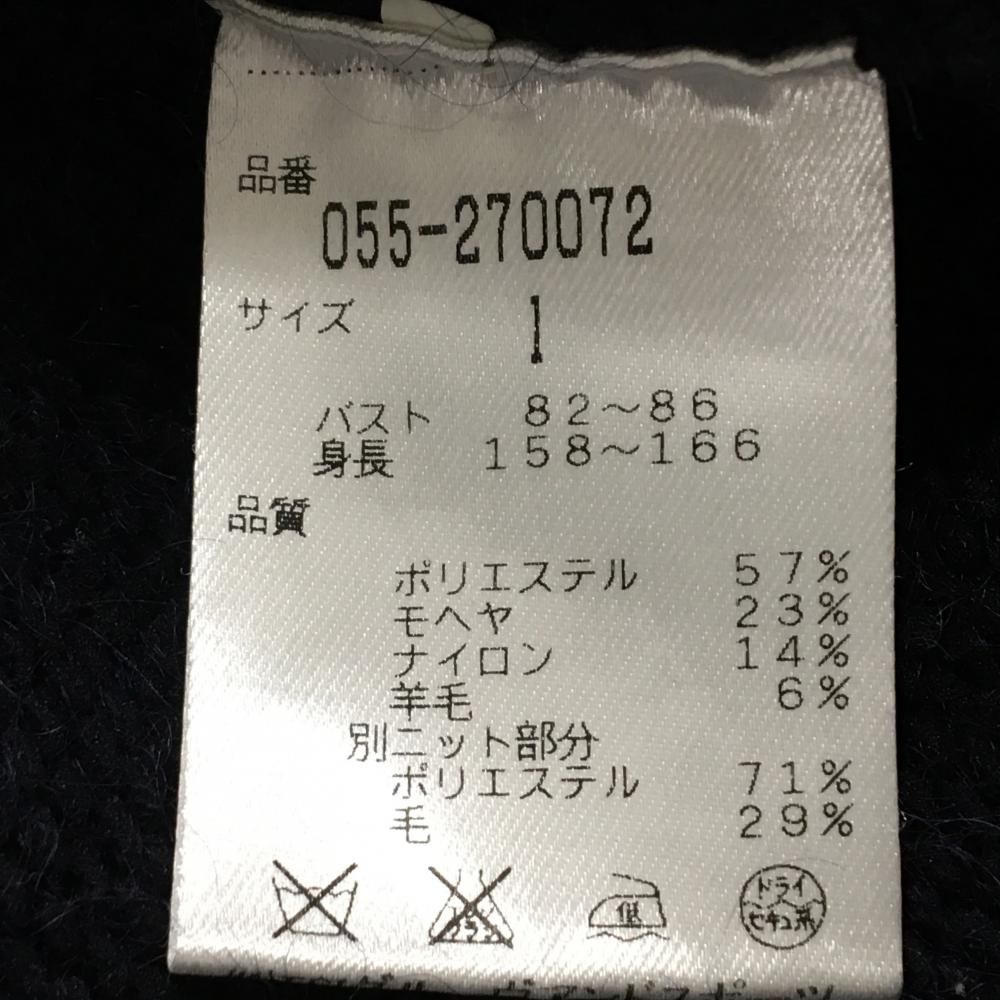 品番
055-270072
サイズ 1
バスト 82～86
身長 158～166
品質
ポリエステル 57%
モヘヤ 23%
ナイロン 14%
羊毛 6%
別ニット部分
ポリエステル 71%
毛 29%
低
ドライ
セキユ系